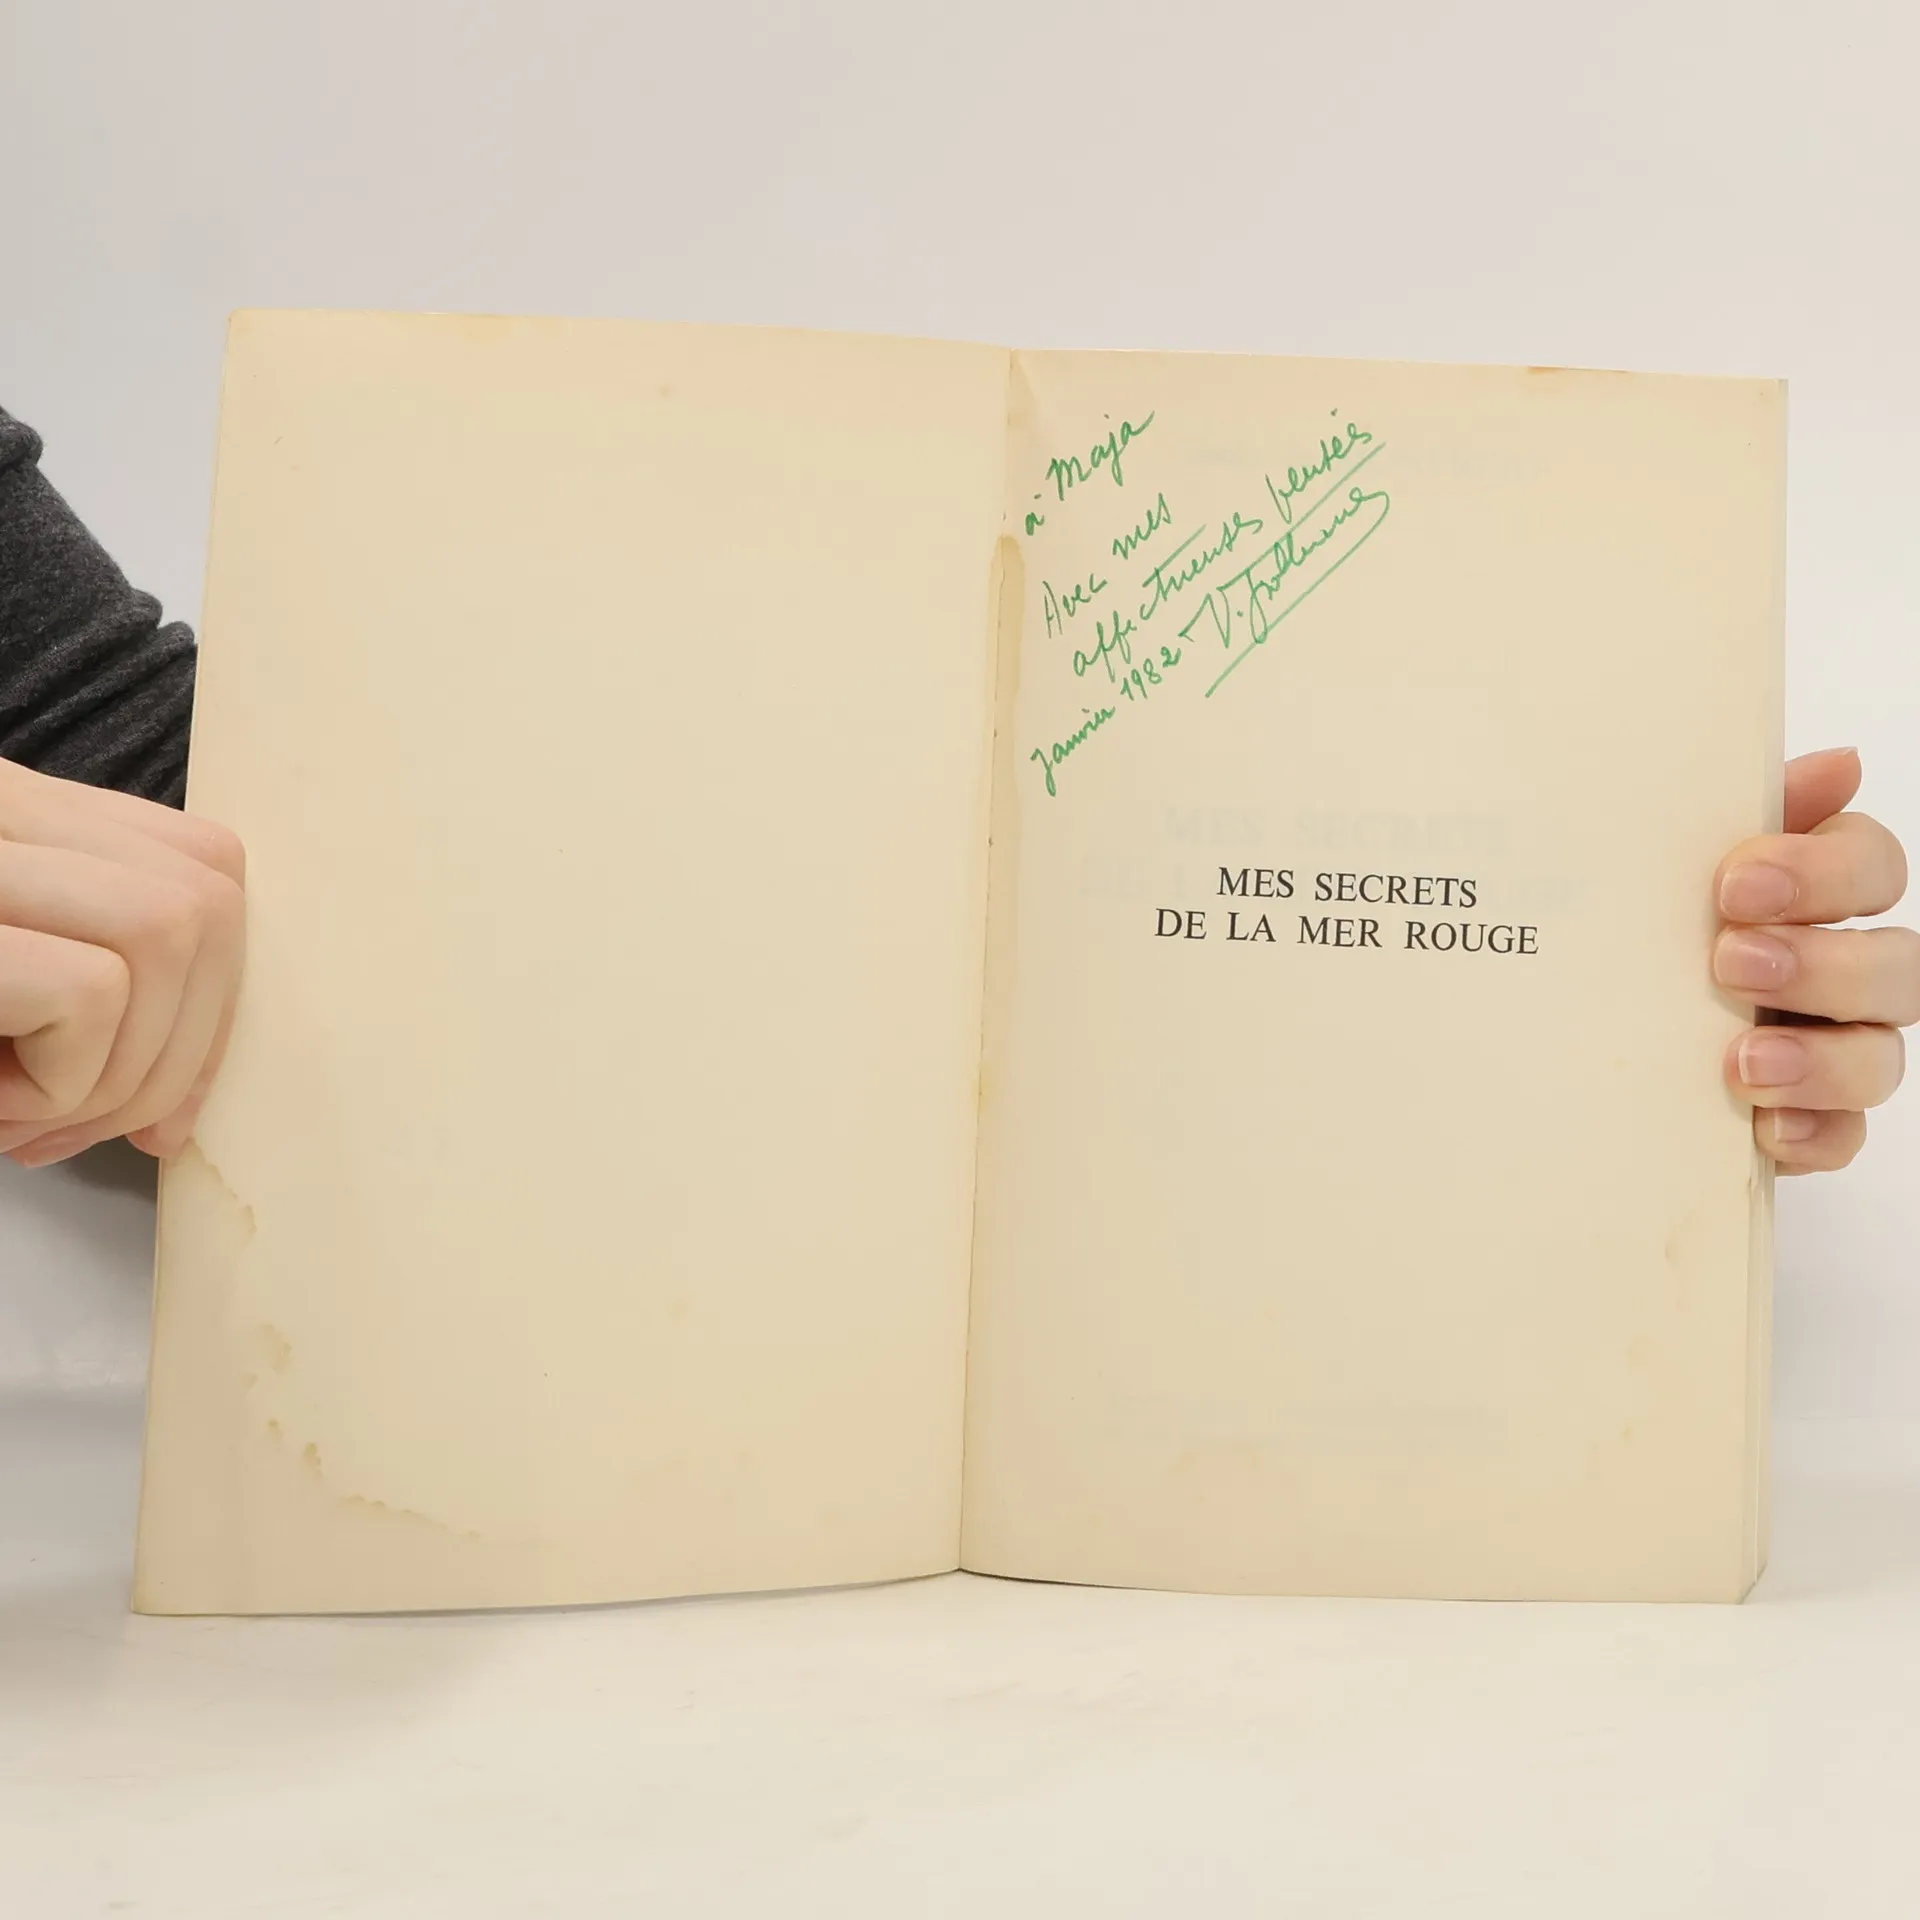 à Maja
Avec mes
affectueuses pensées
Janvier 1982 - V.
MES SECRETS
DE LA MER ROUGE